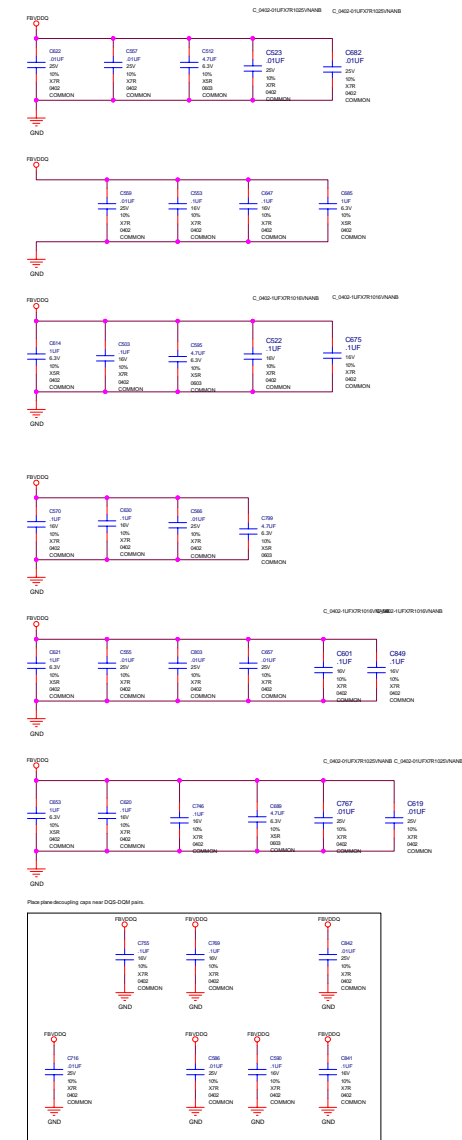 C_0402-01UFX7R1025VNANB C_0402-01UFX7R1025VNANB
FBVDDQ
C622 C557 C512 C523 C682
.01UF .01UF 4.7UF .01UF .01UF
25V 25V 6.3V 25V 25V
10% 10% 10% 10% 10%
X7R X7R X5R X7R X7R
0402 0402 0603 0402 0402
COMMON COMMON COMMON COMMON COMMON
GND
FBVDDQ
C559 C553 C647 C685
.01UF .1UF .1UF 1UF
25V 16V 16V 6.3V
10% 10% 10% 10%
X7R X7R X7R X5R
0402 0402 0402 0402
COMMON COMMON COMMON COMMON
GND
C_0402-1UFX7R1016VNANB C_0402-1UFX7R1016VNANB
FBVDDQ
C614 C503 C595 C522 C675
1UF .1UF 4.7UF .1UF .1UF
6.3V 16V 6.3V 16V 16V
10% 10% 10% 10% 10%
X5R X7R X5R X7R X7R
0402 0402 0603 0402 0402
COMMON COMMON COMMON COMMON COMMON
GND
FBVDDQ
C570 C630 C566 C799
.1UF .1UF .01UF 4.7UF
16V 16V 25V 6.3V
10% 10% 10% 10%
X7R X7R X7R X5R
0402 0402 0402 0603
COMMON COMMON COMMON COMMON
GND
FBVDDQ
C621 C555 C603 C657 C601 C849
1UF .01UF .01UF .01UF .1UF .1UF
6.3V 25V 25V 25V 16V 16V
10% 10% 10% 10% 10% 10%
X5R X7R X7R X7R X7R X7R
0402 0402 0402 0402 0402 0402
COMMON COMMON COMMON COMMON COMMON COMMON
GND
C_0402-01UFX7R1025VNANB C_0402-01UFX7R1025VNANB
FBVDDQ
C653 C620 C746 C689 C767 C619
1UF .1UF .1UF 4.7UF .01UF .01UF
6.3V 16V 16V 6.3V 25V 25V
10% 10% 10% 10% 10% 10%
X5R X7R X7R X5R X7R X7R
0402 0402 0402 0603 0402 0402
COMMON COMMON COMMON COMMON COMMON COMMON
GND
Place plane decoupling caps near DQS-DQM pairs.
FBVDDQ FBVDDQ FBVDDQ
C755 C769 C842
.1UF .1UF .01UF
16V 16V 25V
10% 10% 10%
X7R X7R X7R
0402 0402 0402
COMMON COMMON COMMON
GND GND GND
FBVDDQ FBVDDQ FBVDDQ FBVDDQ
C716 C586 C590 C841
.01UF .01UF .1UF .1UF
25V 25V 16V 16V
10% 10% 10% 10%
X7R X7R X7R X7R
0402 0402 0402 0402
COMMON COMMON COMMON COMMON
GND GND GND GND